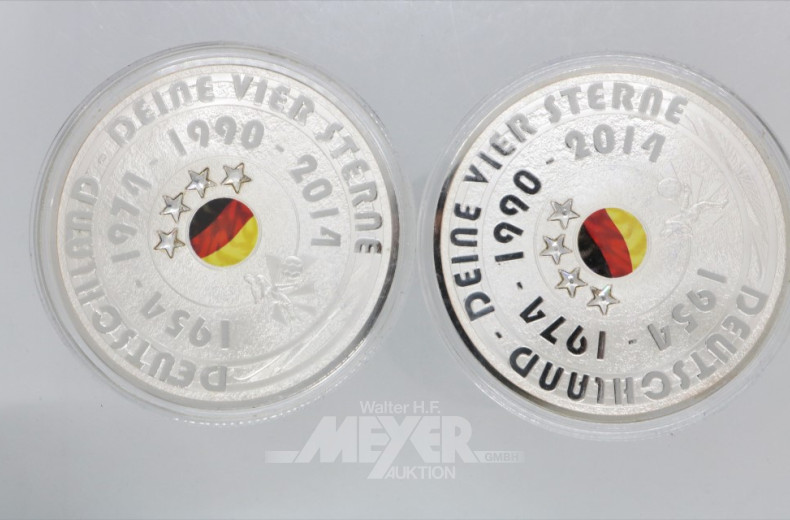 DEUTSCHLAND - DEINE VIER STERNE
1954 - 1974 - 1990 - 2014
DEUTSCHLAND - DEINE VIER STERNE
1954 - 1974 - 1990 - 2014
Walter H.F.
MEYER
GMBH
AUKTION